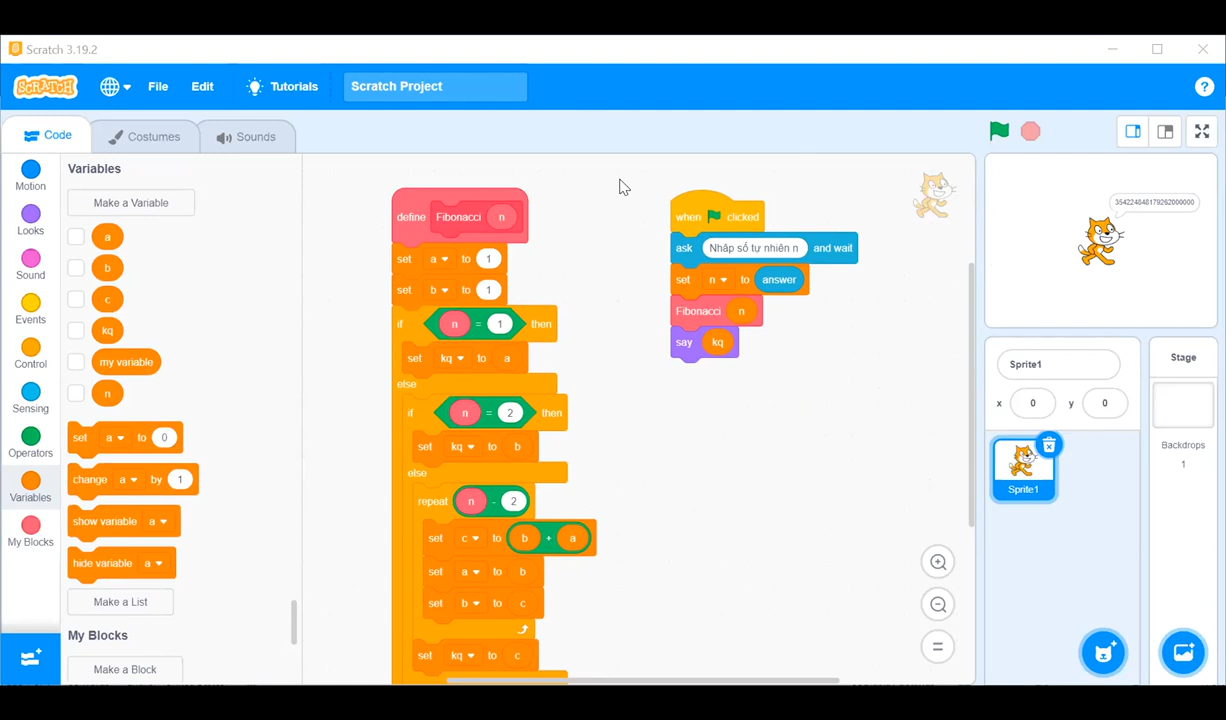 Scratch 3.19.2
SCRATCH File Edit Tutorials Scratch Project ?
Code Costumes Sounds
Motion
Looks
Sound
Events
Control
Sensing
Operators
Variables
My Blocks
Variables
Make a Variable
a
b
c
kq
my variable
n
set a to 0
change a by 1
show variable a
hide variable a
Make a List
My Blocks
Make a Block
define Fibonacci n
set a to 1
set b to 1
if n = 1 then
set kq to a
else
if n = 2 then
set kq to b
else
repeat n - 2
set c to b + a
set a to b
set b to c
set kq to c
when clicked
ask Nhâp số tư nhiên n and wait
set n to answer
Fibonacci n
say kq
354224848179262000000
Sprite1
x 0 y 0
Sprite1
Stage
Backdrops
1